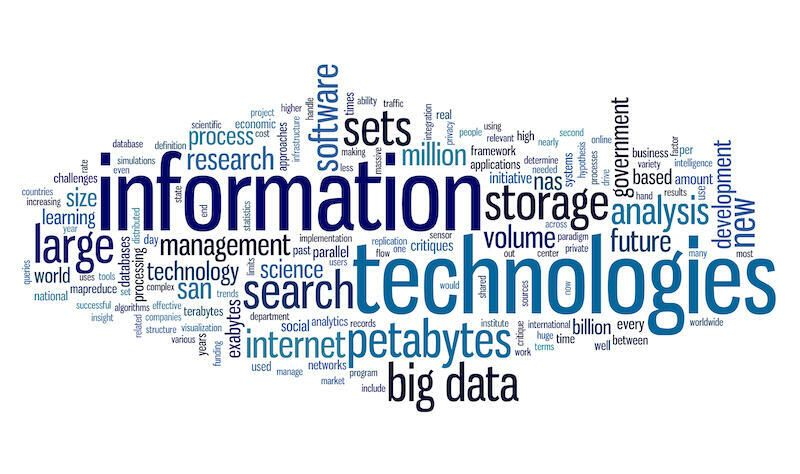 project
higher
handle
software
times
ability
traffic
scientific
economic
cost
approaches
infrastructure
integration
real
privacy
people
using
relevant
high
nearly
second
online
government
database
definition
process
sets
making
massive
less
million
framework
applications
determine
needed
systems
hypothesis
processes
drive
business
variety
factor
per
intelligence
simulations
even
research
challenges
rate
information
initiative
nas
based
amount
countries
increasing
size
learning
year
state
end
statistics
storage
analysis
hand
results
use
development
new
large
distributed
day
management
implementation
past
parallel
replication
flow
one
critiques
volume
across
paradigm
private
out
center
future
many
most
queries
world
national
uses
tools
mapreduce
databases
set
processing
technology
complex
san
trends
limits
science
users
search
technologies
would
shared
sources
now
successful
insight
algorithms
related
effective
companies
structure
terabytes
visualization
various
years
funding
exabytes
department
social
analytics
records
internet
petabytes
institute
critique
work
international
huge
terms
time
billion
well
every
between
worldwide
sensor
used
manage
networks
market
program
include
big data